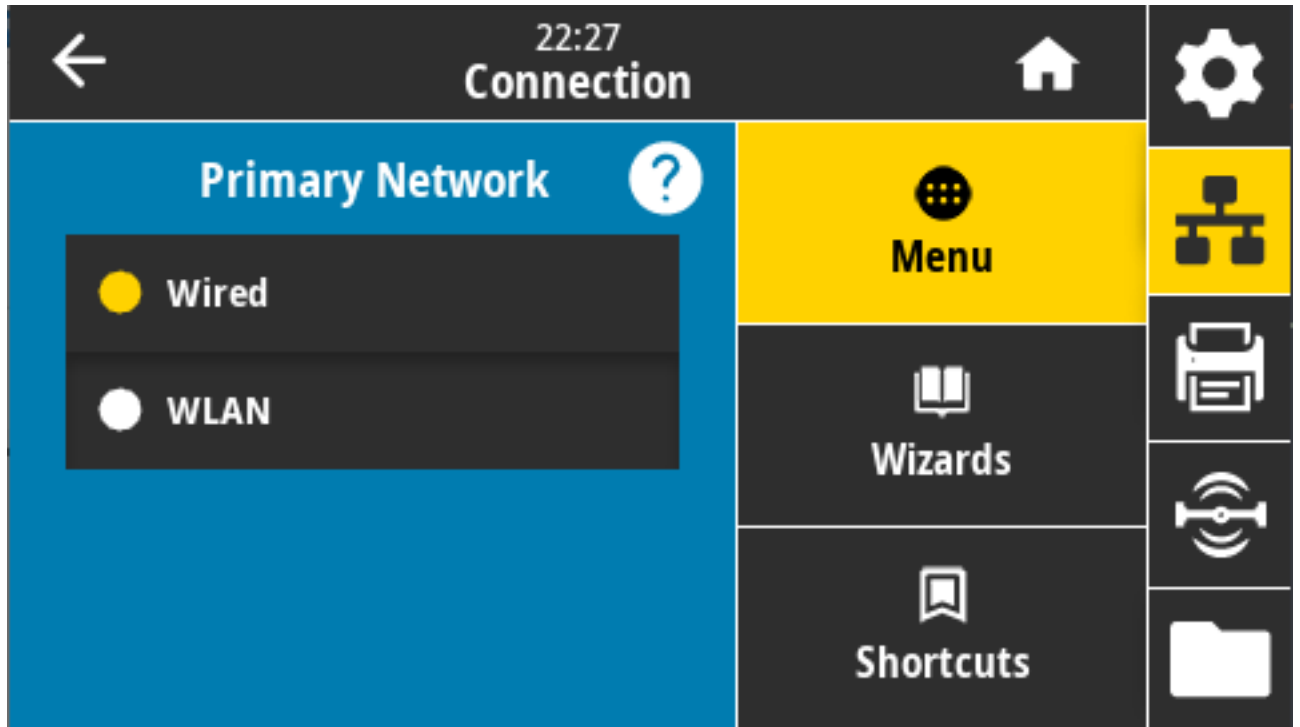 22:27
Connection
Primary Network
?
Wired
WLAN
Menu
Wizards
Shortcuts